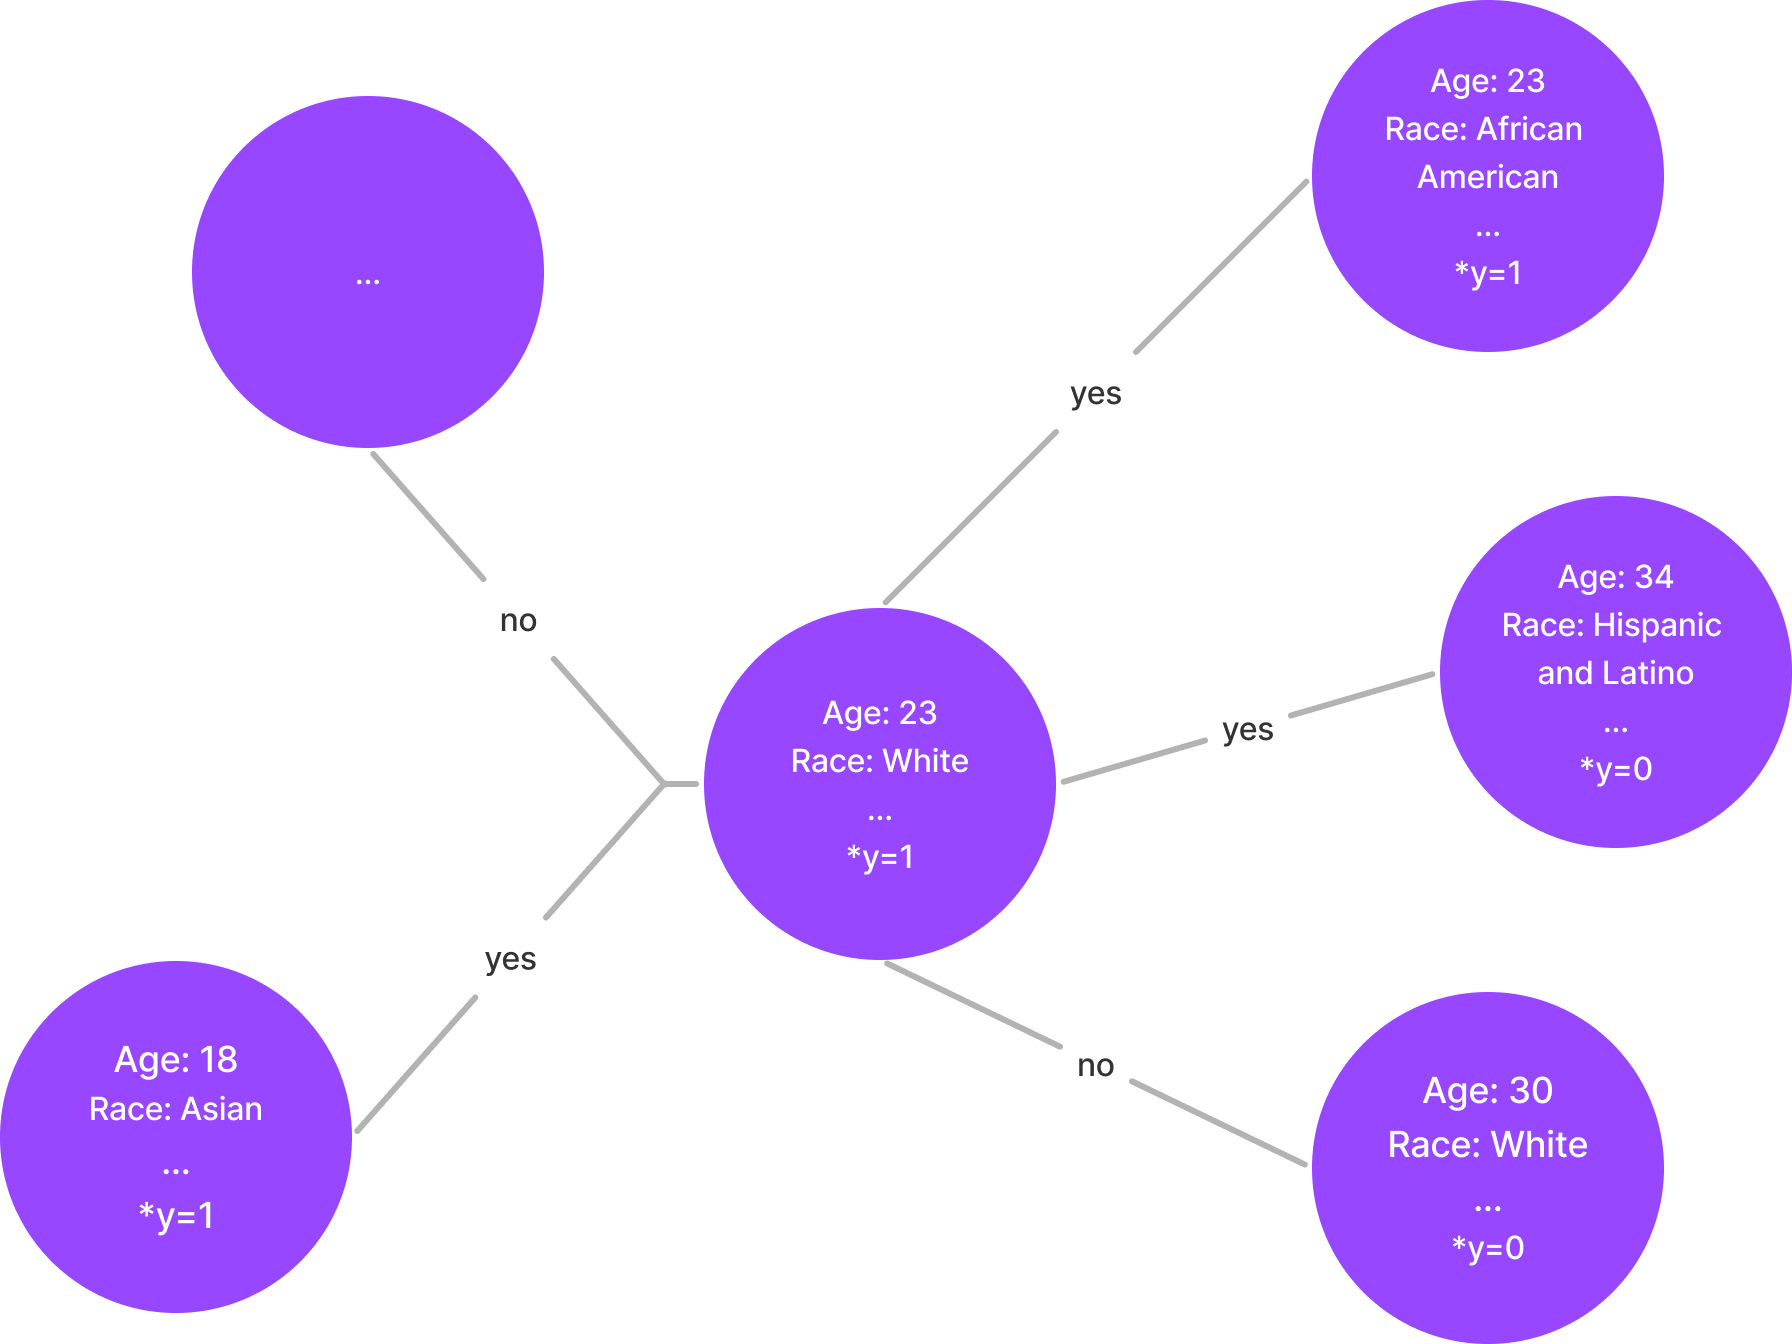 Age: 23
Race: African
American
...
*y=1
...
yes
no
Age: 34
Race: Hispanic
and Latino
...
*y=0
yes
Age: 23
Race: White
...
*y=1
yes
no
Age: 18
Race: Asian
...
*y=1
Age: 30
Race: White
...
*y=0